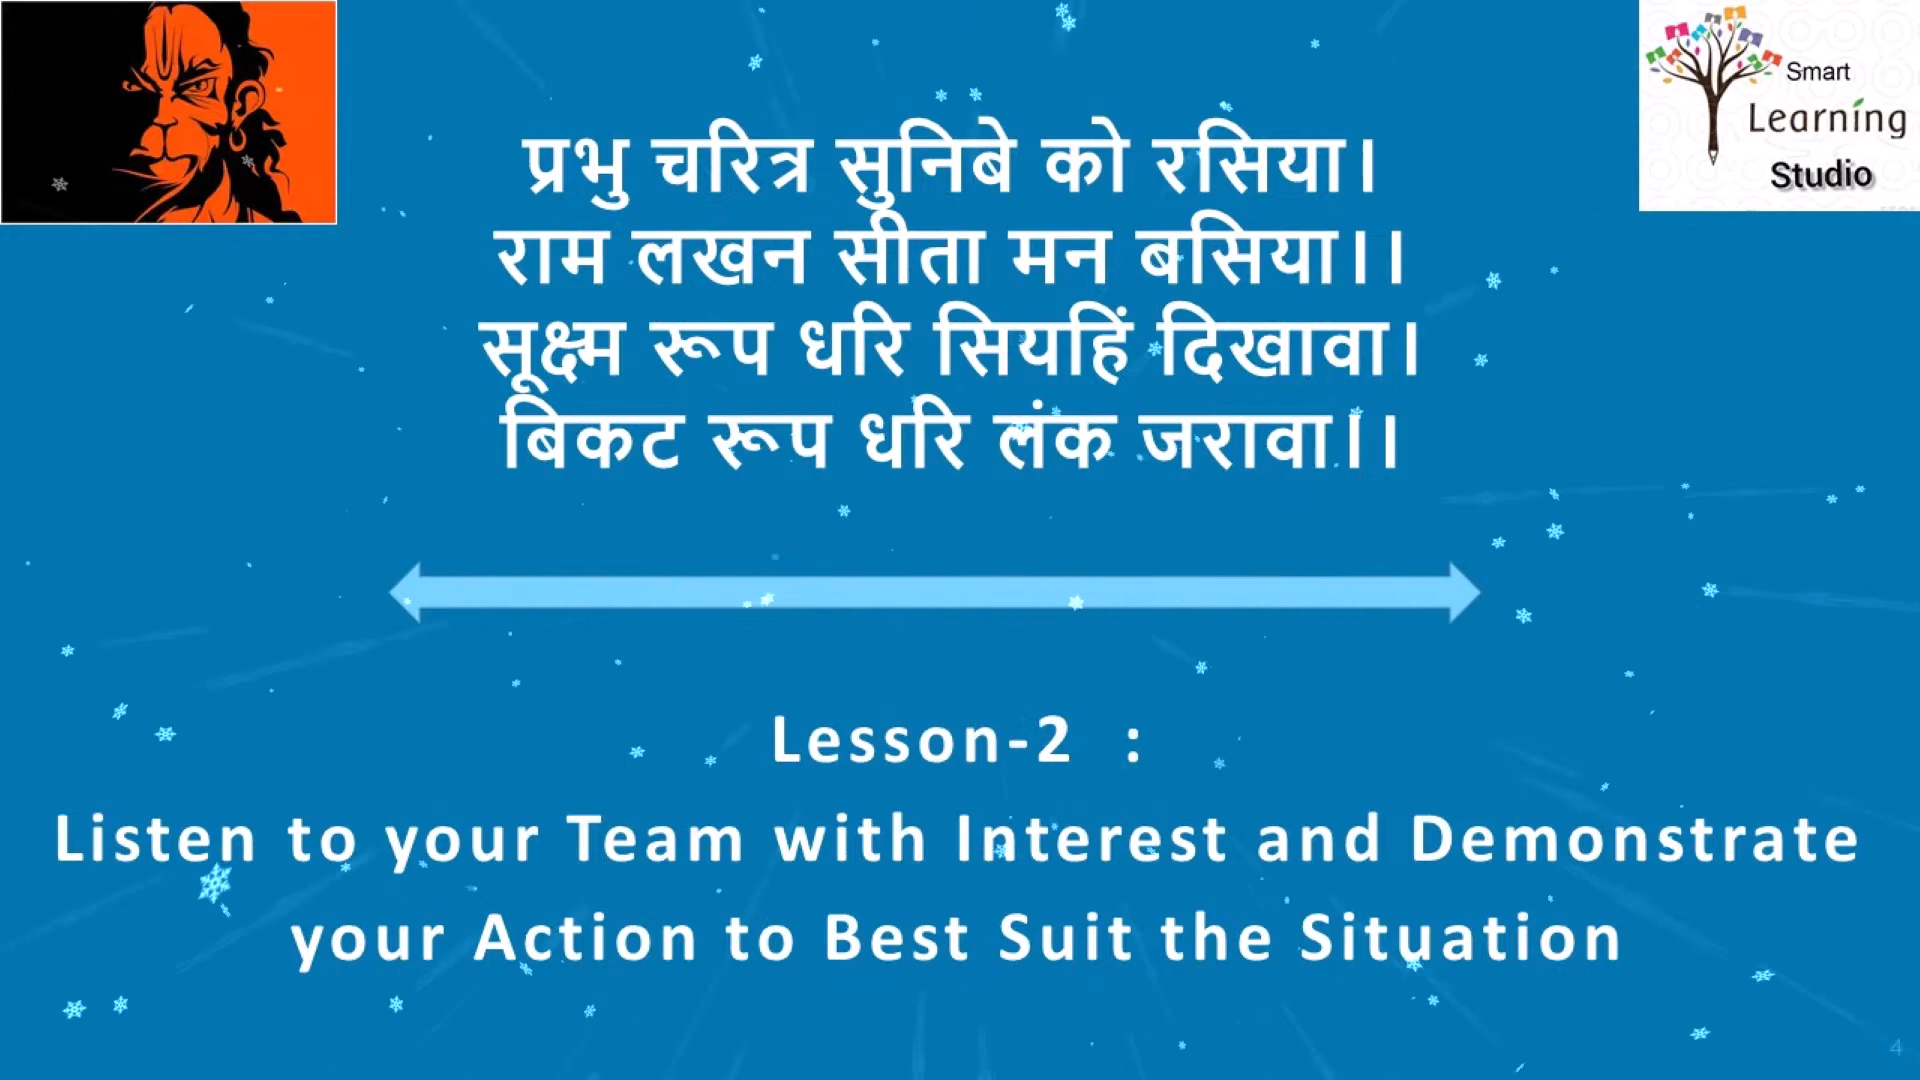 प्रभु चरित्र सुनिबे को रसिया।
राम लखन सीता मन बसिया।।
सूक्ष्म रूप धरि सियहिं दिखावा।
बिकट रूप धरि लंक जरावा।।
Smart
Learning
Studio
Lesson-2 :
Listen to your Team with Interest and Demonstrate
your Action to Best Suit the Situation
4